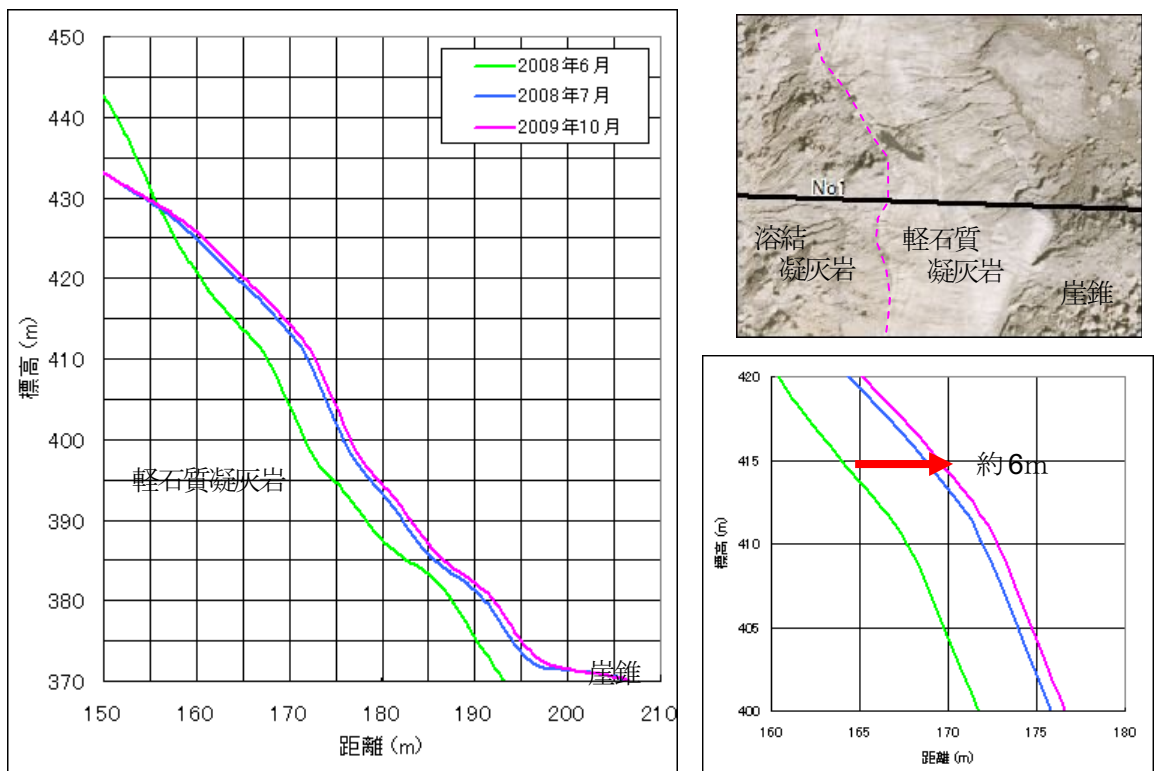 450
440
430
420
410
400
390
380
370
標高(m)
2008年6月
2008年7月
2009年10月
軽石質凝灰岩
崖錐
150 160 170 180 190 200 210
距離(m)
No1
溶結
凝灰岩
軽石質
凝灰岩
崖錐
420
415
410
405
400
標高(m)
約6m
160 165 170 175 180
距離(m)